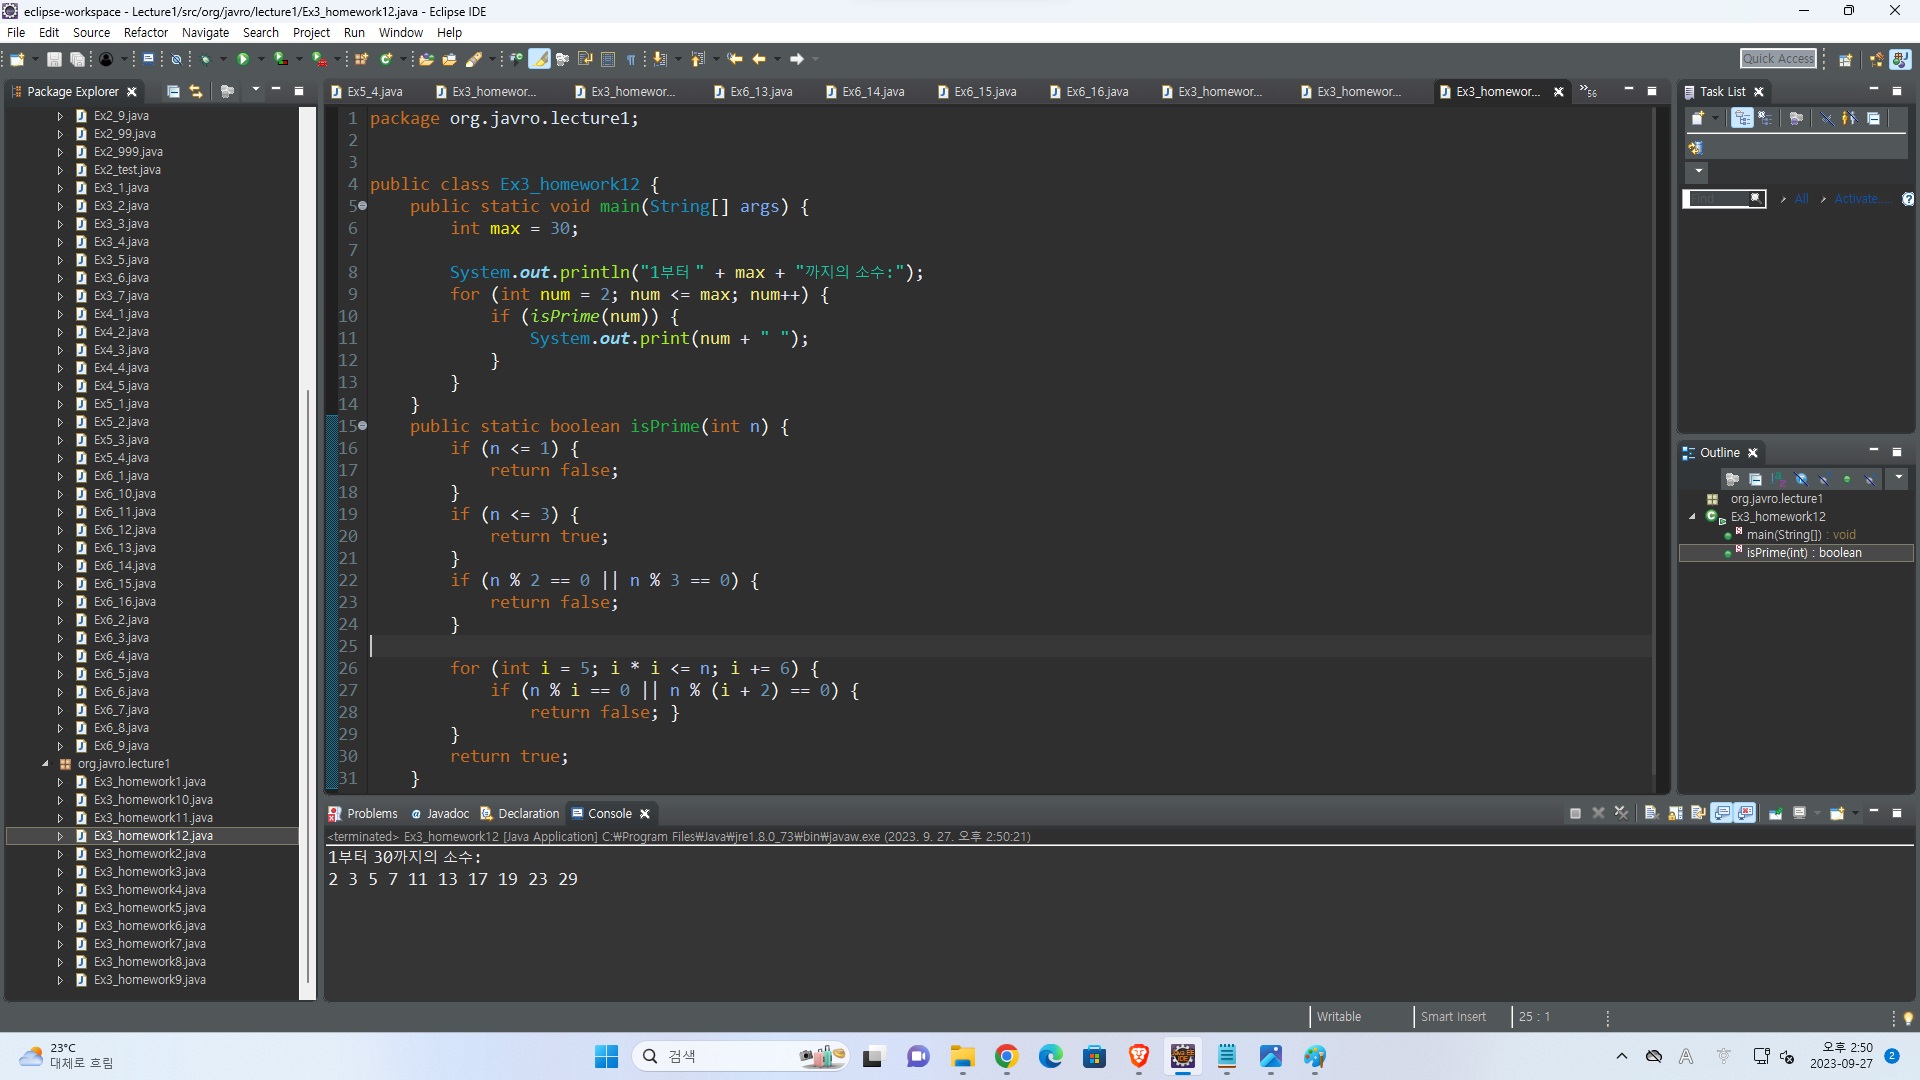 eclipse-workspace - Lecture1/src/org/javro/lecture1/Ex3_homework12.java - Eclipse IDE
File Edit Source Refactor Navigate Search Project Run Window Help
Quick Access
Package Explorer
Ex2_9.java
Ex2_99.java
Ex2_999.java
Ex2_test.java
Ex3_1.java
Ex3_2.java
Ex3_3.java
Ex3_4.java
Ex3_5.java
Ex3_6.java
Ex3_7.java
Ex4_1.java
Ex4_2.java
Ex4_3.java
Ex4_4.java
Ex4_5.java
Ex5_1.java
Ex5_2.java
Ex5_3.java
Ex5_4.java
Ex6_1.java
Ex6_10.java
Ex6_11.java
Ex6_12.java
Ex6_13.java
Ex6_14.java
Ex6_15.java
Ex6_16.java
Ex6_2.java
Ex6_3.java
Ex6_4.java
Ex6_5.java
Ex6_6.java
Ex6_7.java
Ex6_8.java
Ex6_9.java
org.javro.lecture1
Ex3_homework1.java
Ex3_homework10.java
Ex3_homework11.java
Ex3_homework12.java
Ex3_homework2.java
Ex3_homework3.java
Ex3_homework4.java
Ex3_homework5.java
Ex3_homework6.java
Ex3_homework7.java
Ex3_homework8.java
Ex3_homework9.java
Ex5_4.java Ex3_homewor... Ex3_homewor... Ex6_13.java Ex6_14.java Ex6_15.java Ex6_16.java Ex3_homewor... Ex3_homewor... Ex3_homewor... »56
1 package org.javro.lecture1;
2
3
4 public class Ex3_homework12 {
5 public static void main(String[] args) {
6 int max = 30;
7
8 System.out.println("1부터 " + max + "까지의 소수:");
9 for (int num = 2; num <= max; num++) {
10 if (isPrime(num)) {
11 System.out.print(num + " ");
12 }
13 }
14 }
15 public static boolean isPrime(int n) {
16 if (n <= 1) {
17 return false;
18 }
19 if (n <= 3) {
20 return true;
21 }
22 if (n % 2 == 0 || n % 3 == 0) {
23 return false;
24 }
25
26 for (int i = 5; i * i <= n; i += 6) {
27 if (n % i == 0 || n % (i + 2) == 0) {
28 return false; }
29 }
30 return true;
31 }
Task List
Find All Activate...
Outline
org.javro.lecture1
Ex3_homework12
main(String[]) : void
isPrime(int) : boolean
Problems Javadoc Declaration Console
<terminated> Ex3_homework12 [Java Application] C:₩Program Files₩Java₩jre1.8.0_73₩bin₩javaw.exe (2023. 9. 27. 오후 2:50:21)
1부터 30까지의 소수:
2 3 5 7 11 13 17 19 23 29
Writable Smart Insert 25 : 1
23°C
대체로 흐림
검색
A
오후 2:50
2023-09-27
2